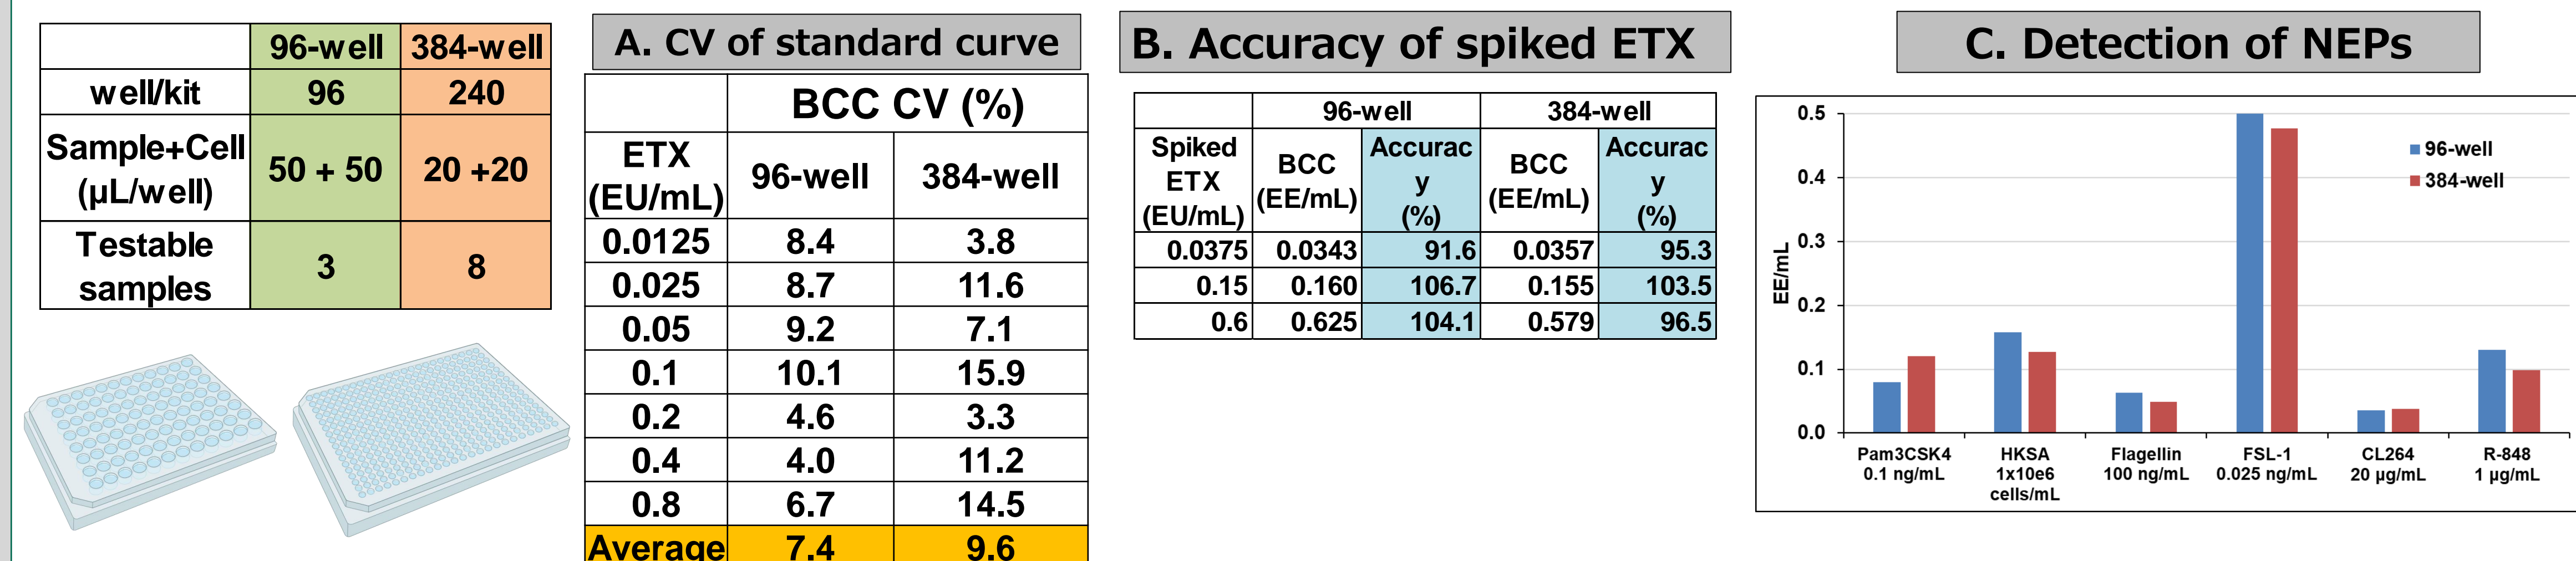 96-well 384-well
well/kit 96 240
Sample+Cell
(µL/well) 50 + 50 20 +20
Testable
samples 3 8
A. CV of standard curve
BCC CV (%)
ETX
(EU/mL) 96-well 384-well
0.0125 8.4 3.8
0.025 8.7 11.6
0.05 9.2 7.1
0.1 10.1 15.9
0.2 4.6 3.3
0.4 4.0 11.2
0.8 6.7 14.5
Average 7.4 9.6
B. Accuracy of spiked ETX
96-well 384-well
Spiked
ETX
(EU/mL)
BCC
(EE/mL)
Accurac
y
(%)
BCC
(EE/mL)
Accurac
y
(%)
0.0375 0.0343 91.6 0.0357 95.3
0.15 0.160 106.7 0.155 103.5
0.6 0.625 104.1 0.579 96.5
C. Detection of NEPs
EE/mL
0.5
0.4
0.3
0.2
0.1
0.0
96-well
384-well
Pam3CSK4
0.1 ng/mL
HKSA
1x10e6
cells/mL
Flagellin
100 ng/mL
FSL-1
0.025 ng/mL
CL264
20 µg/mL
R-848
1 µg/mL